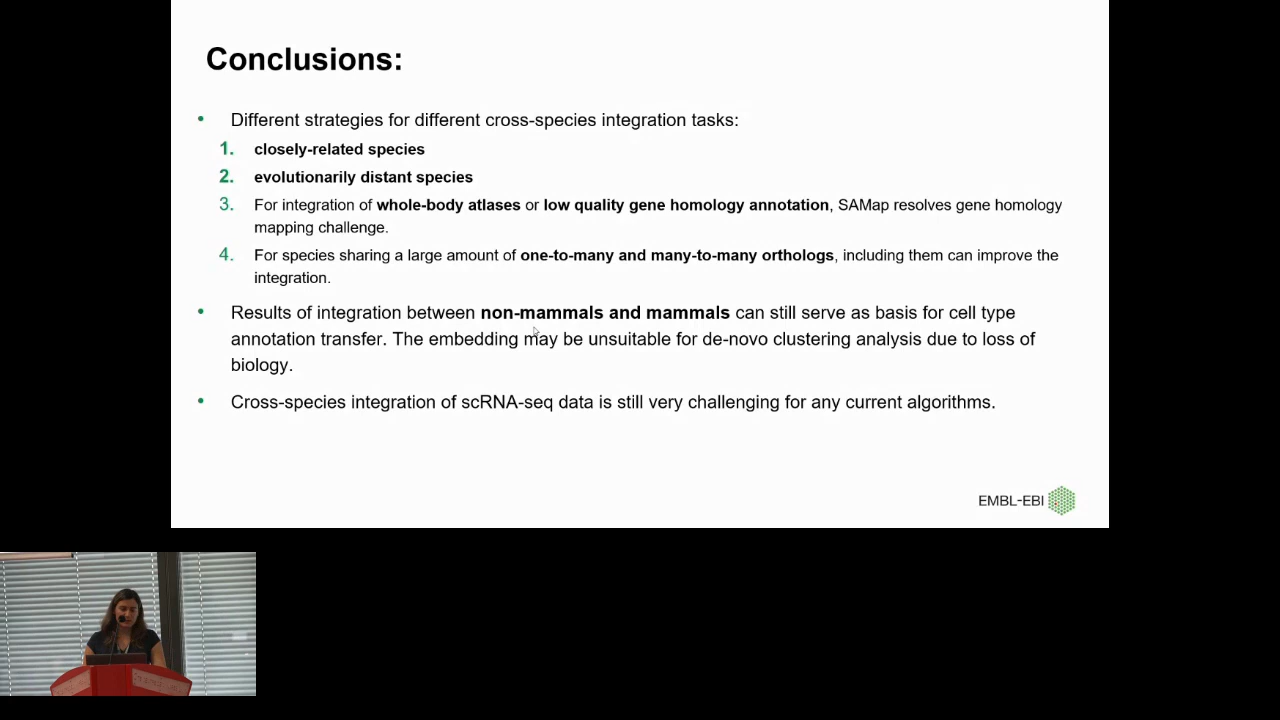 Conclusions:
• Different strategies for different cross-species integration tasks:
1. closely-related species
2. evolutionarily distant species
3. For integration of whole-body atlases or low quality gene homology annotation, SAMap resolves gene homology
mapping challenge.
4. For species sharing a large amount of one-to-many and many-to-many orthologs, including them can improve the
integration.
• Results of integration between non-mammals and mammals can still serve as basis for cell type
annotation transfer. The embedding may be unsuitable for de-novo clustering analysis due to loss of
biology.
• Cross-species integration of scRNA-seq data is still very challenging for any current algorithms.
EMBL-EBI